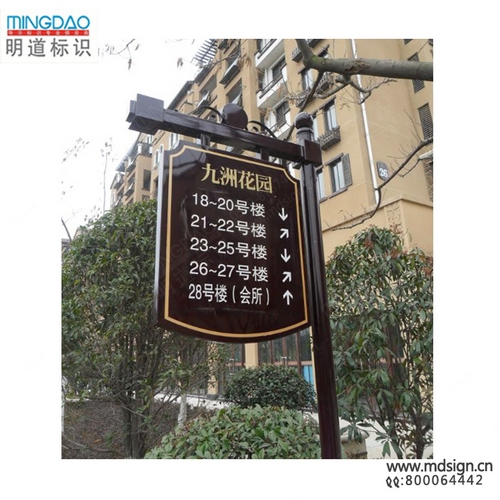 MINGDAO
明道标识
九洲花园
18~20号楼 ↓
21~22号楼 ↗
23~25号楼 ↓
26~27号楼 ↗
28号楼（会所） ↑
26
www.mdsign.cn
QQ:800064442